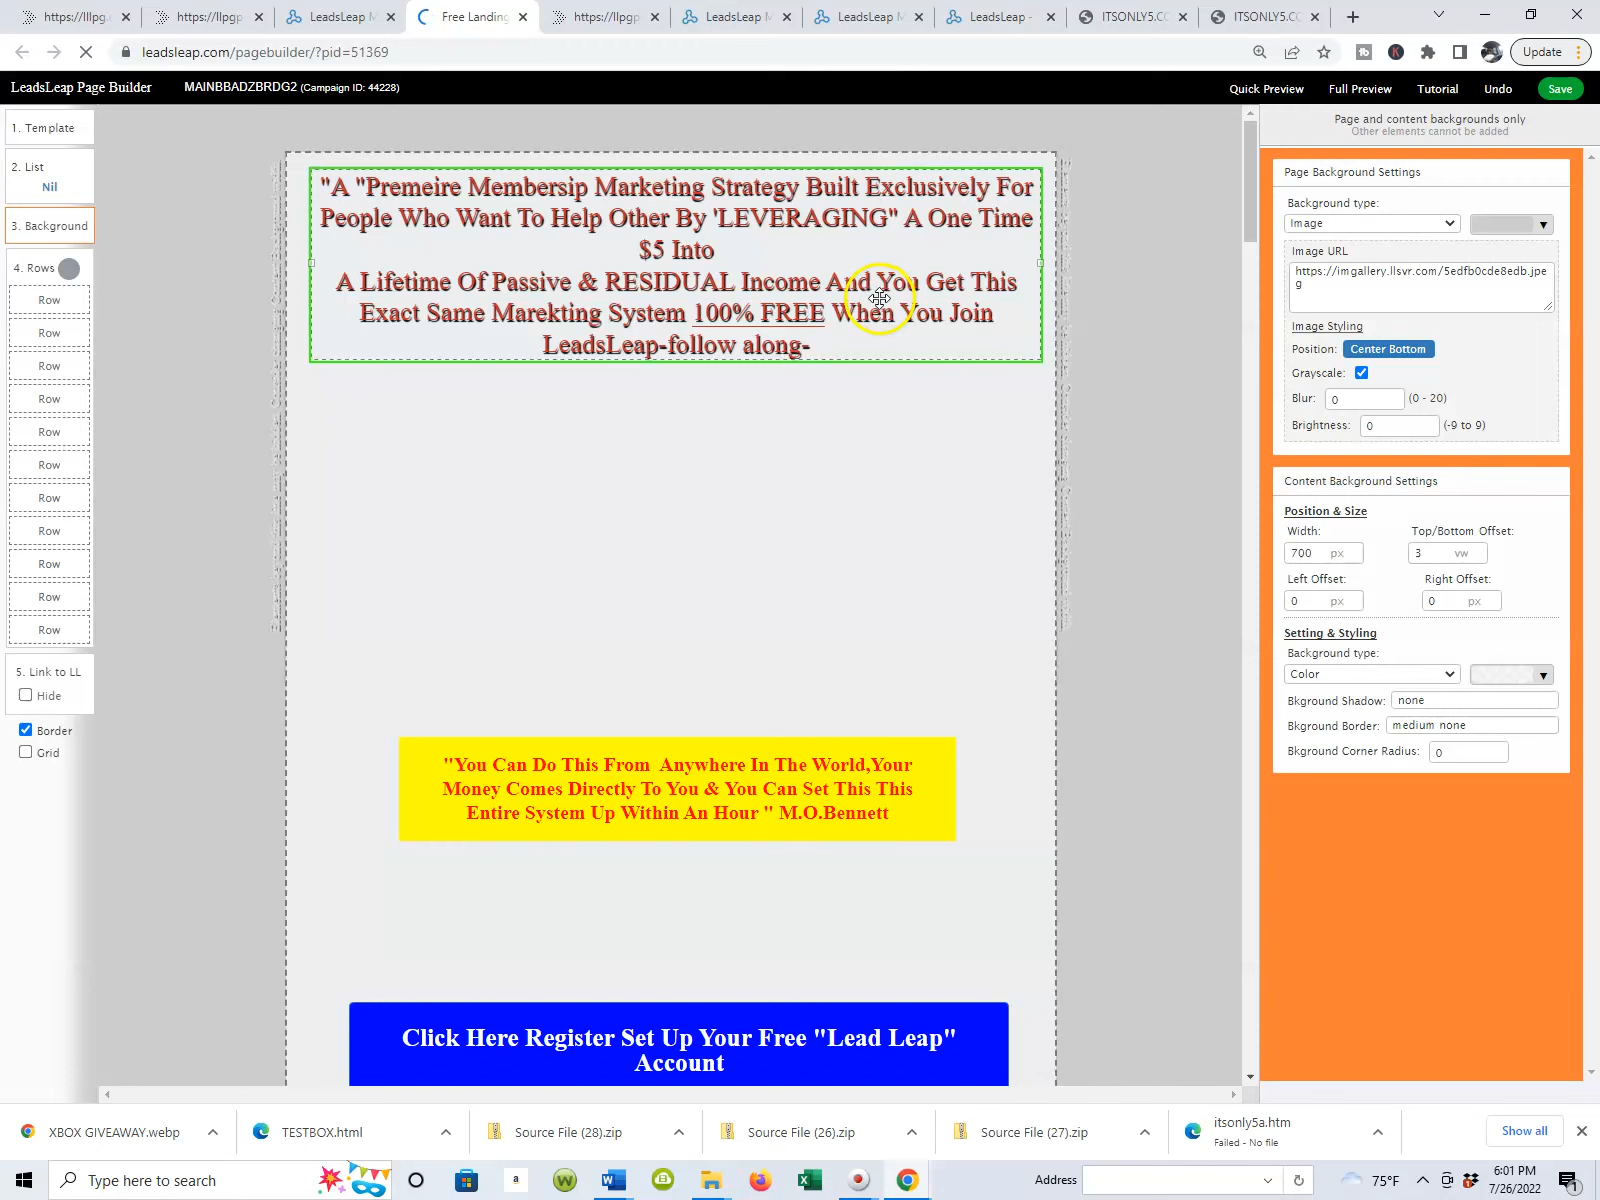 https://lllpg.
https://llpgp
LeadsLeap M
Free Landing
https://llpgp
LeadsLeap M
LeadsLeap M
LeadsLeap -
ITSONLY5.CC
ITSONLY5.CC
leadsleap.com/pagebuilder/?pid=51369
Update
LeadsLeap Page Builder
MAINBBADZBRDG2 (Campaign ID: 44228)
Quick Preview
Full Preview
Tutorial
Undo
Save
1. Template
2. List
Nil
3. Background
4. Rows
Row
Row
Row
Row
Row
Row
Row
Row
Row
Row
Row
5. Link to LL
Hide
Border
Grid
"A "Premeire Membersip Marketing Strategy Built Exclusively For
People Who Want To Help Other By 'LEVERAGING" A One Time
$5 Into
A Lifetime Of Passive & RESIDUAL Income And You Get This
Exact Same Marekting System 100% FREE When You Join
LeadsLeap-follow along-
"You Can Do This From  Anywhere In The World,Your
Money Comes Directly To You & You Can Set This This
Entire System Up Within An Hour " M.O.Bennett
Click Here Register Set Up Your Free "Lead Leap"
Account
Page and content backgrounds only
Other elements cannot be added
Page Background Settings
Background type:
Image
Image URL
https://imgallery.llsvr.com/5edfb0cde8edb.jpe
g
Image Styling
Position: Center Bottom
Grayscale:
Blur: 0 (0 - 20)
Brightness: 0 (-9 to 9)
Content Background Settings
Position & Size
Width: Top/Bottom Offset:
700 px 3 vw
Left Offset: Right Offset:
0 px 0 px
Setting & Styling
Background type:
Color
Bkground Shadow: none
Bkground Border: medium none
Bkground Corner Radius: 0
XBOX GIVEAWAY.webp
TESTBOX.html
Source File (28).zip
Source File (26).zip
Source File (27).zip
itsonly5a.htm
Failed - No file
Show all
Type here to search
Address
75°F
6:01 PM
7/26/2022